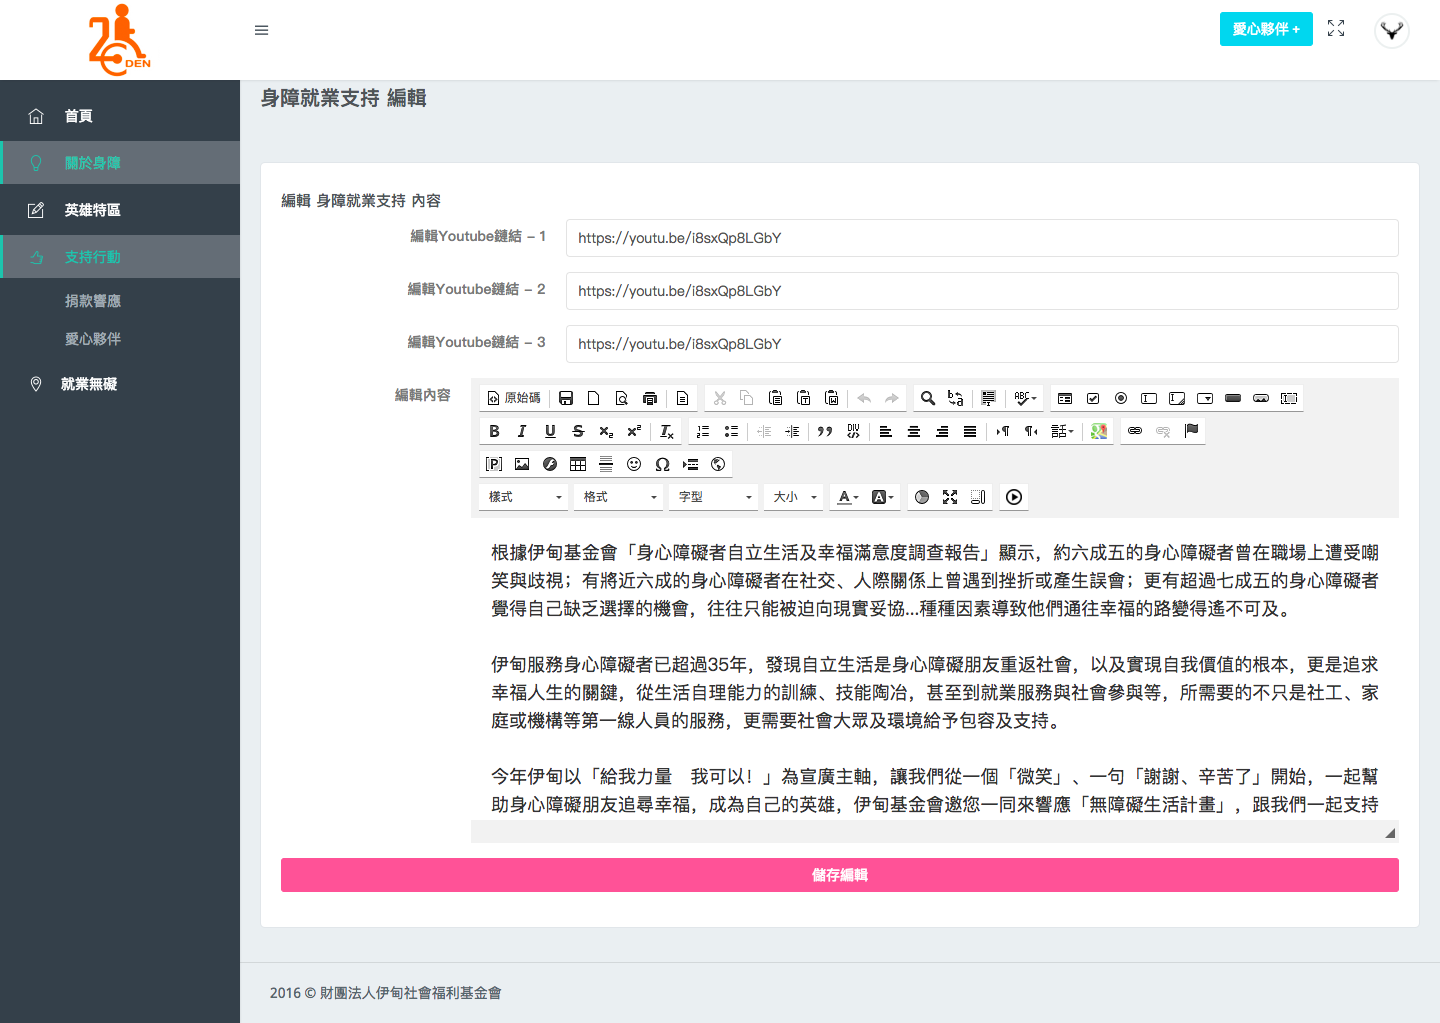 DEN
愛心夥伴 +
首頁
關於身障
英雄特區
支持行動
捐款響應
愛心夥伴
就業無礙
身障就業支持 編輯
編輯 身障就業支持 內容
編輯Youtube鏈結 – 1
https://youtu.be/i8sxQp8LGbY
編輯Youtube鏈結 – 2
https://youtu.be/i8sxQp8LGbY
編輯Youtube鏈結 – 3
https://youtu.be/i8sxQp8LGbY
編輯內容
原始碼
樣式 格式 字型 大小
根據伊甸基金會「身心障礙者自立生活及幸福滿意度調查報告」顯示，約六成五的身心障礙者曾在職場上遭受嘲
笑與歧視；有將近六成的身心障礙者在社交、人際關係上曾遇到挫折或產生誤會；更有超過七成五的身心障礙者
覺得自己缺乏選擇的機會，往往只能被迫向現實妥協...種種因素導致他們通往幸福的路變得遙不可及。
伊甸服務身心障礙者已超過35年，發現自立生活是身心障礙朋友重返社會，以及實現自我價值的根本，更是追求
幸福人生的關鍵，從生活自理能力的訓練、技能陶冶，甚至到就業服務與社會參與等，所需要的不只是社工、家
庭或機構等第一線人員的服務，更需要社會大眾及環境給予包容及支持。
今年伊甸以「給我力量　我可以！」為宣廣主軸，讓我們從一個「微笑」、一句「謝謝、辛苦了」開始，一起幫
助身心障礙朋友追尋幸福，成為自己的英雄，伊甸基金會邀您一同來響應「無障礙生活計畫」，跟我們一起支持
儲存編輯
2016 © 財團法人伊甸社會福利基金會